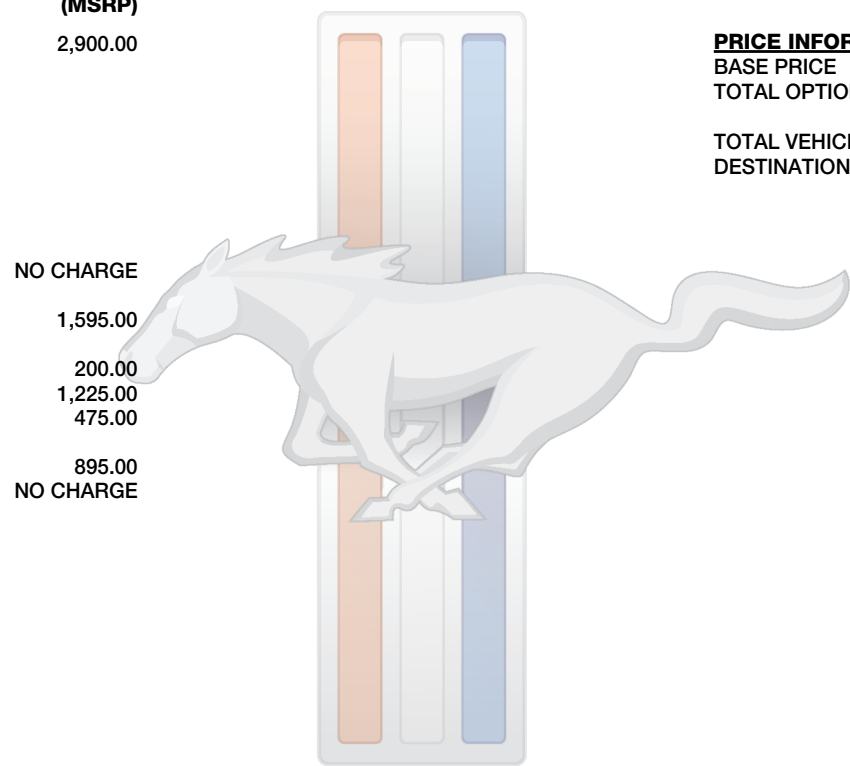 (MSRP)
2,900.00
NO CHARGE
1,595.00
200.00
1,225.00
475.00
895.00
NO CHARGE
PRICE INFOR
BASE PRICE
TOTAL OPTIO
TOTAL VEHIC
DESTINATION